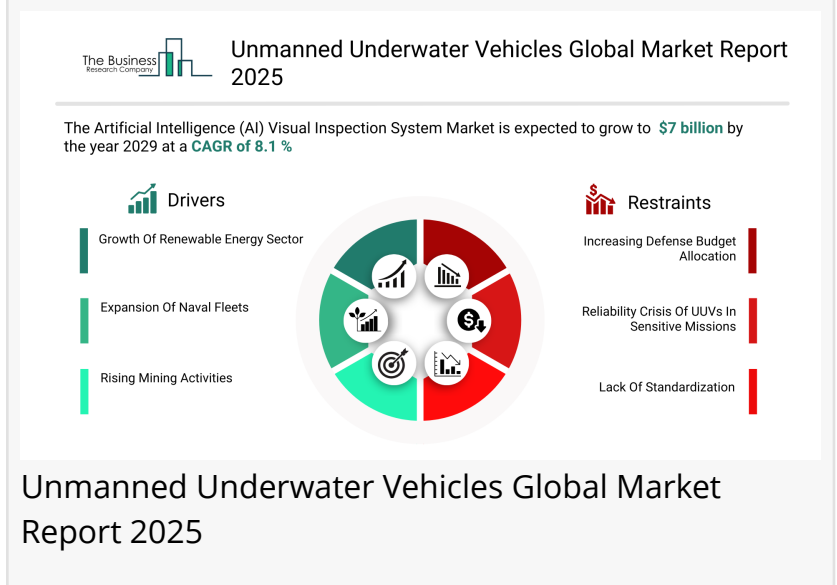 The Business
Research Company
Unmanned Underwater Vehicles Global Market Report
2025
The Artificial Intelligence (AI) Visual Inspection System Market is expected to grow to $7 billion by
the year 2029 at a CAGR of 8.1 %
Drivers
Growth Of Renewable Energy Sector
Expansion Of Naval Fleets
Rising Mining Activities
$
$
Restraints
Increasing Defense Budget
Allocation
Reliability Crisis Of UUVs In
Sensitive Missions
Lack Of Standardization
Unmanned Underwater Vehicles Global Market
Report 2025